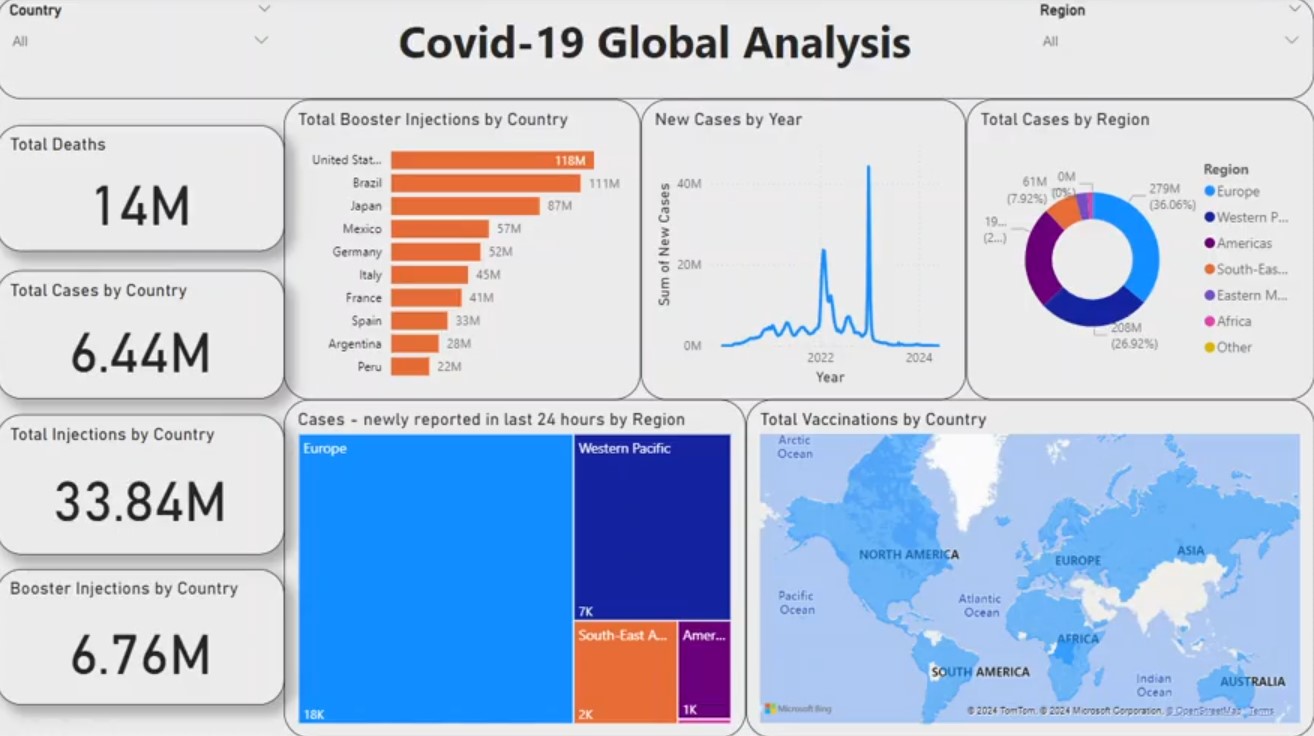 Country
All
Covid-19 Global Analysis
Region
All
Total Deaths
14M
Total Cases by Country
6.44M
Total Injections by Country
33.84M
Booster Injections by Country
6.76M
Total Booster Injections by Country
United Stat... 118M
Brazil 111M
Japan 87M
Mexico 57M
Germany 52M
Italy 45M
France 41M
Spain 33M
Argentina 28M
Peru 22M
New Cases by Year
Sum of New Cases
40M
20M
0M
2022 2024
Year
Total Cases by Region
0M
(0%)
61M
(7.92%)
19...
(2...)
279M
(36.06%)
208M
(26.92%)
Region
Europe
Western P...
Americas
South-Eas...
Eastern M...
Africa
Other
Cases - newly reported in last 24 hours by Region
Europe
18K
Western Pacific
7K
South-East A...
2K
Amer...
1K
Total Vaccinations by Country
Arctic
Ocean
NORTH AMERICA
EUROPE
ASIA
Pacific
Ocean
Atlantic
Ocean
AFRICA
SOUTH AMERICA
Indian
Ocean
AUSTRALIA
Microsoft Bing
© 2024 TomTom, © 2024 Microsoft Corporation, © OpenStreetMap Terms